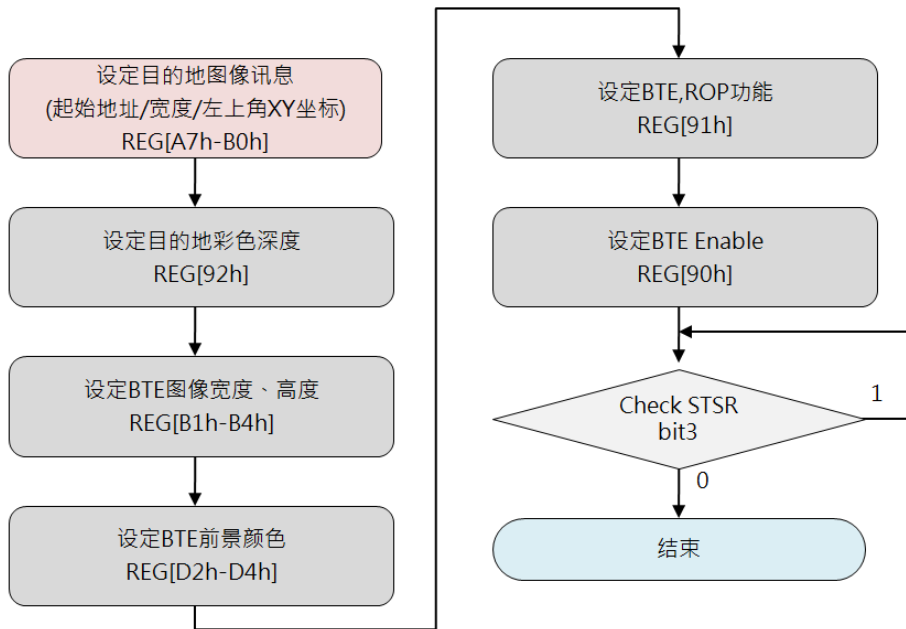 设定目的地图像讯息
(起始地址/宽度/左上角XY坐标)
REG[A7h-B0h]
设定目的地彩色深度
REG[92h]
设定BTE图像宽度、高度
REG[B1h-B4h]
设定BTE前景颜色
REG[D2h-D4h]
设定BTE,ROP功能
REG[91h]
设定BTE Enable
REG[90h]
Check STSR
bit3
1
0
结束